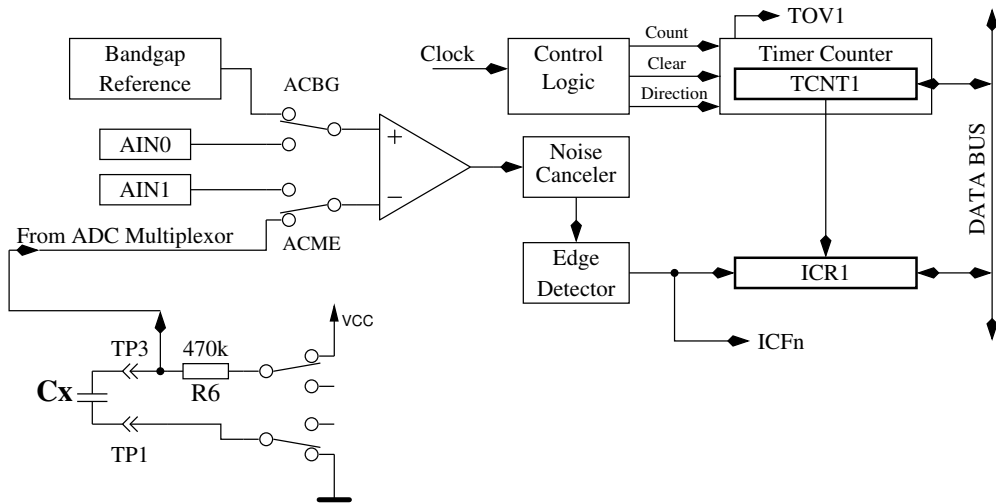 TOV1
Bandgap
Reference
ACBG
Clock
Control
Logic
Count
Clear
Direction
Timer Counter
TCNT1
AIN0
+
Noise
Canceler
AIN1
−
DATA BUS
From ADC Multiplexor
ACME
Edge
Detector
ICR1
VCC
ICFn
TP3
470k
Cx
R6
TP1